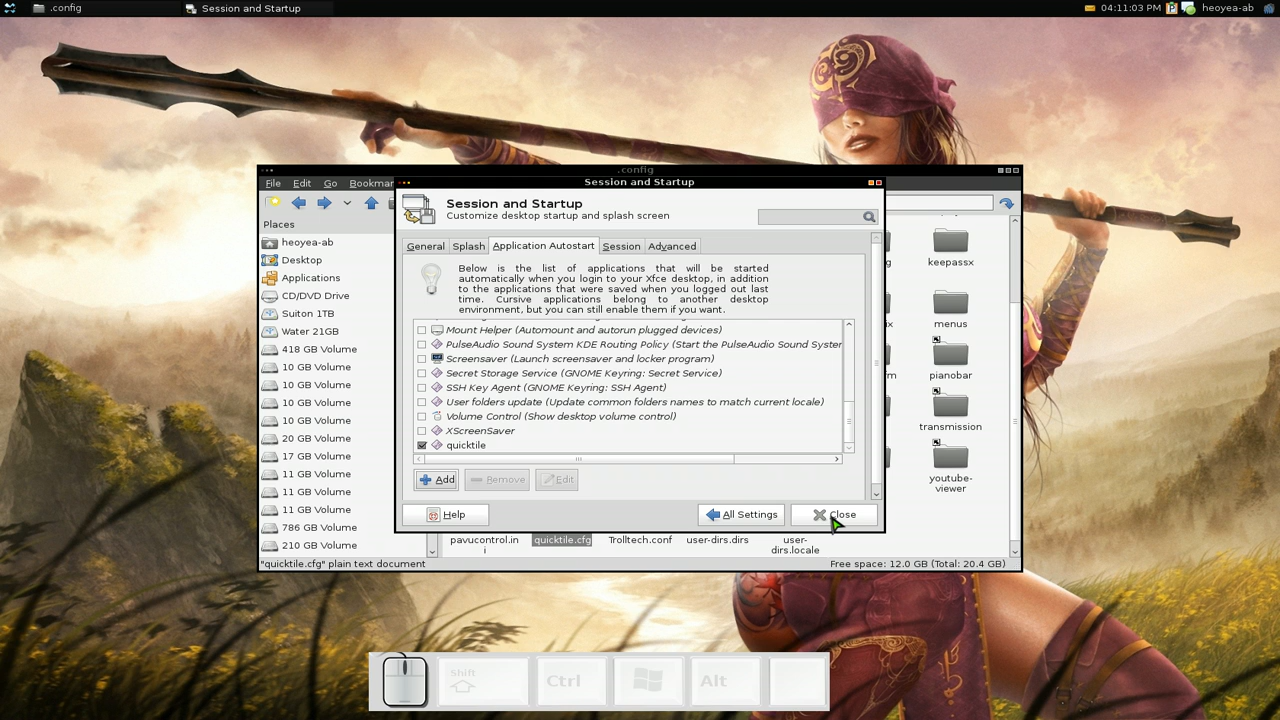 .config
Session and Startup
04:11:03 PM
heoyea-ab
.config
File Edit Go
Session and Startup
Session and Startup
Customize desktop startup and splash screen
Places
heoyea-ab
Desktop
Applications
CD/DVD Drive
Suiton 1TB
Water 21GB
418 GB Volume
10 GB Volume
10 GB Volume
10 GB Volume
10 GB Volume
20 GB Volume
17 GB Volume
11 GB Volume
11 GB Volume
11 GB Volume
786 GB Volume
210 GB Volume
General Splash Application Autostart Session Advanced
Below is the list of applications that will be started
automatically when you login to your Xfce desktop, in addition
to the applications that were saved when you logged out last
time. Cursive applications belong to another desktop
environment, but you can still enable them if you want.
Mount Helper (Automount and autorun plugged devices)
PulseAudio Sound System KDE Routing Policy (Start the PulseAudio Sound Syster
Screensaver (Launch screensaver and locker program)
Secret Storage Service (GNOME Keyring: Secret Service)
SSH Key Agent (GNOME Keyring: SSH Agent)
User folders update (Update common folders names to match current locale)
Volume Control (Show desktop volume control)
XScreenSaver
quicktile
Add Remove Edit
Help All Settings Close
keepassx
menus
pianobar
transmission
youtube-
viewer
pavucontrol.in
i
quicktile.cfg
Trolltech.conf
user-dirs.dirs
user-
dirs.locale
"quicktile.cfg" plain text document
Free space: 12.0 GB (Total: 20.4 GB)
Shift
Ctrl
Alt